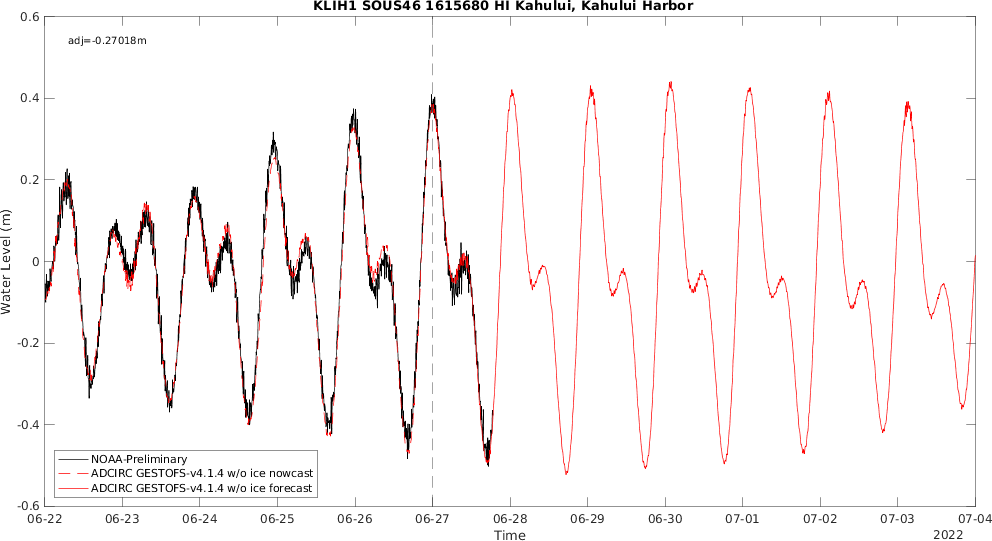 KLIH1 SOUS46 1615680 HI Kahului, Kahului Harbor
adj=-0.27018m
0.6
0.4
0.2
0
-0.2
-0.4
-0.6
Water Level (m)
NOAA-Preliminary
ADCIRC GESTOFS-v4.1.4 w/o ice nowcast
ADCIRC GESTOFS-v4.1.4 w/o ice forecast
06-22 06-23 06-24 06-25 06-26 06-27 06-28 06-29 06-30 07-01 07-02 07-03 07-04
Time
2022